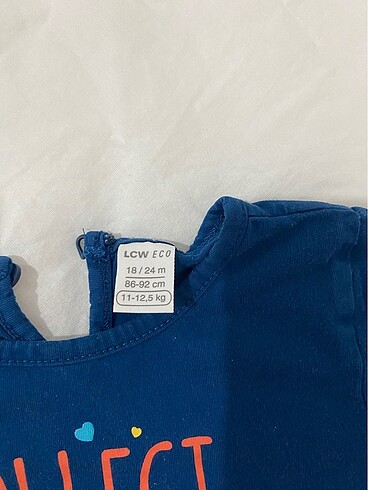 LCW ECO
18 / 24 m
86-92 cm
11-12,5 kg